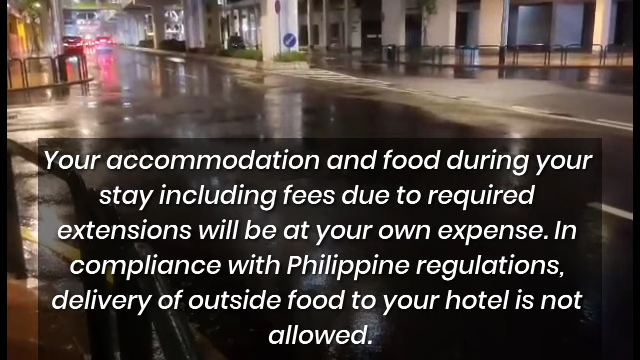 Your accommodation and food during your
stay including fees due to required
extensions will be at your own expense. In
compliance with Philippine regulations,
delivery of outside food to your hotel is not
allowed.